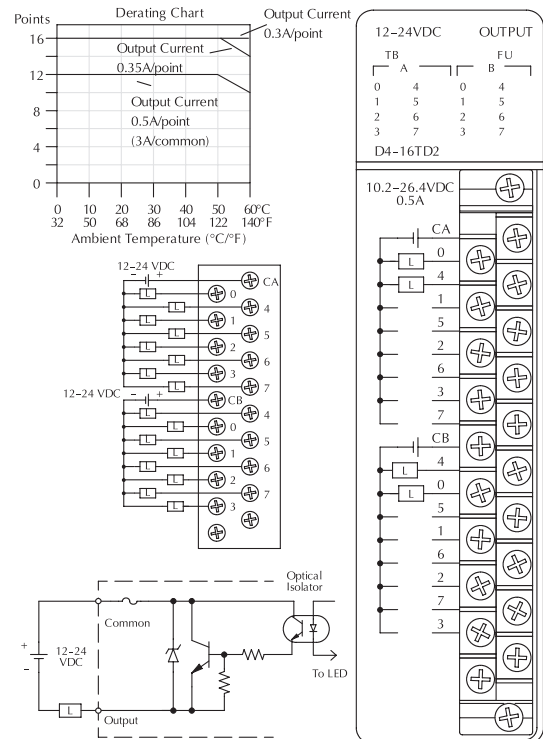 Derating Chart
Points
16
12
8
4
0
Output Current
0.3A/point
Output Current
0.35A/point
Output Current
0.5A/point
(3A/common)
0 10 20 30 40 50 60°C
32 50 68 86 104 122 140°F
Ambient Temperature (°C/°F)
12–24 VDC
– +
CA
L 0
L 4
L 1
L 5
L 2
L 6
L 3
L 7
12–24 VDC
– +
CB
L 4
L 0
L 5
L 1
L 6
L 2
L 7
L 3
Optical
Isolator
Common
+
12–24
VDC
–
To LED
L
Output
12–24VDC OUTPUT
TB FU
A B
0 4 0 4
1 5 1 5
2 6 2 6
3 7 3 7
D4–16TD2
10.2–26.4VDC
0.5A
CA
L 0
L 4
1
5
2
6
3
7
CB
L 4
L 0
5
1
6
2
7
3